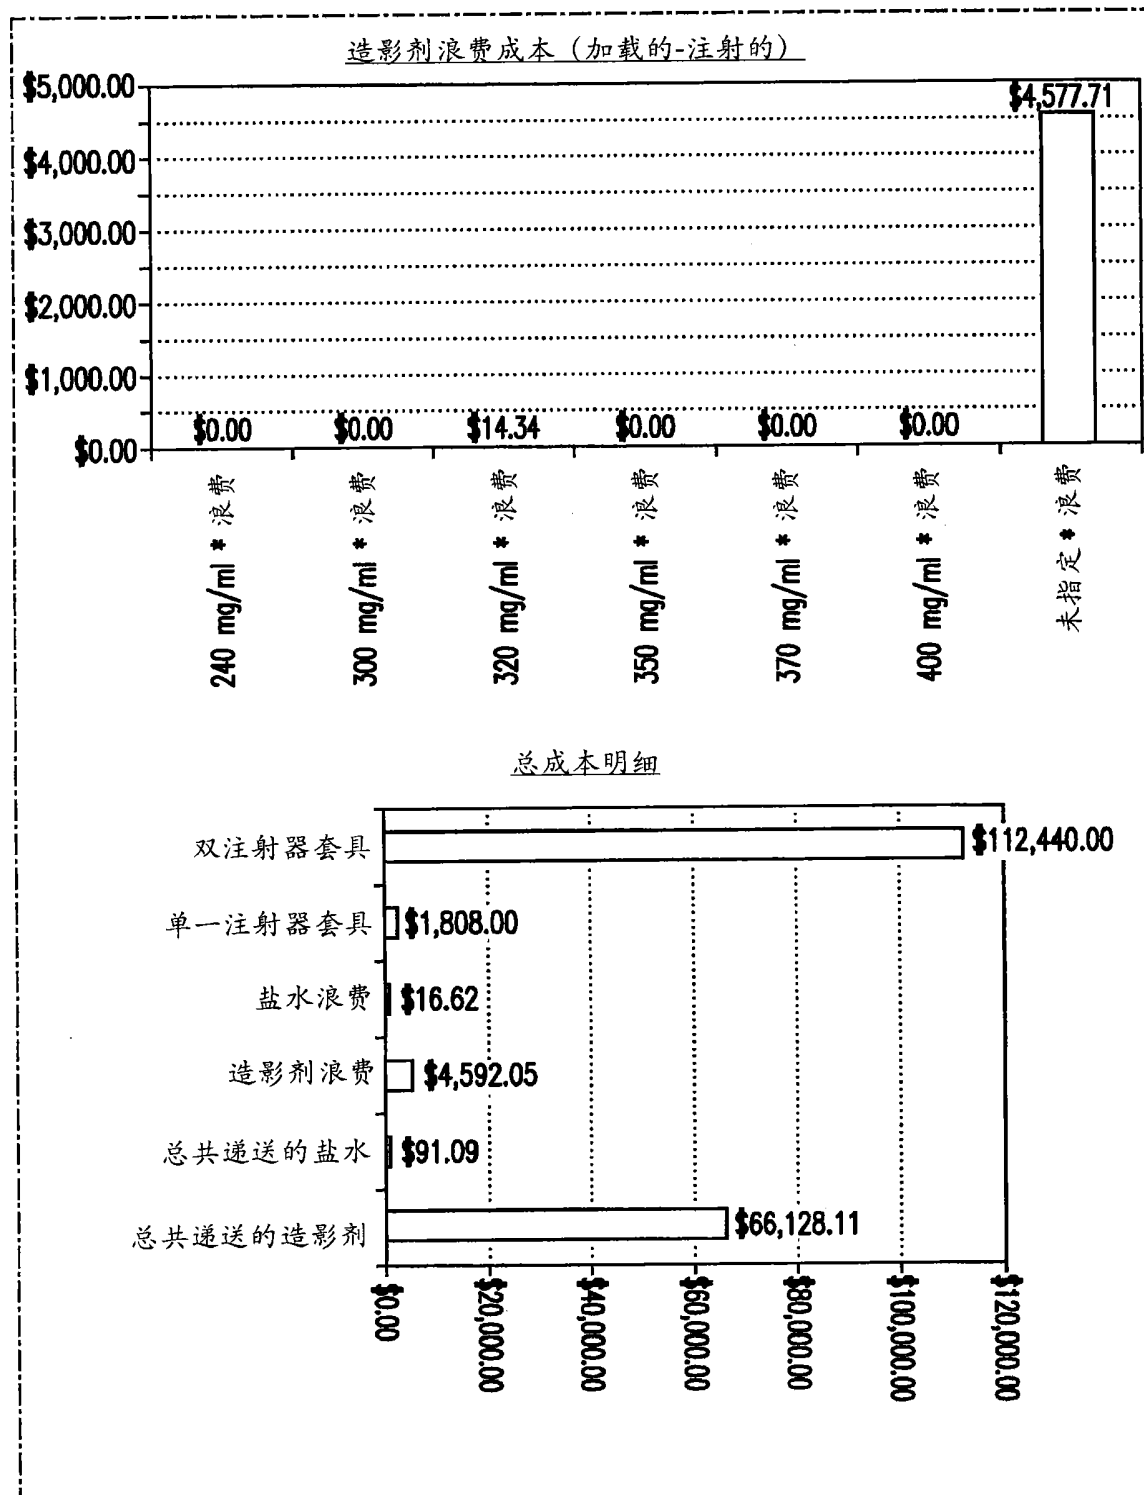 造影剂浪费成本（加载的-注射的）
$5,000.00
$4,000.00
$3,000.00
$2,000.00
$1,000.00
$0.00
$0.00
$0.00
$14.34
$0.00
$0.00
$0.00
$4,577.71
240 mg/ml * 浪费
300 mg/ml * 浪费
320 mg/ml * 浪费
350 mg/ml * 浪费
370 mg/ml * 浪费
400 mg/ml * 浪费
未指定 * 浪费
总成本明细
双注射器套具 $112,440.00
单一注射器套具 $1,808.00
盐水浪费 $16.62
造影剂浪费 $4,592.05
总共递送的盐水 $91.09
总共递送的造影剂 $66,128.11
$0.00
$20,000.00
$40,000.00
$60,000.00
$80,000.00
$100,000.00
$120,000.00